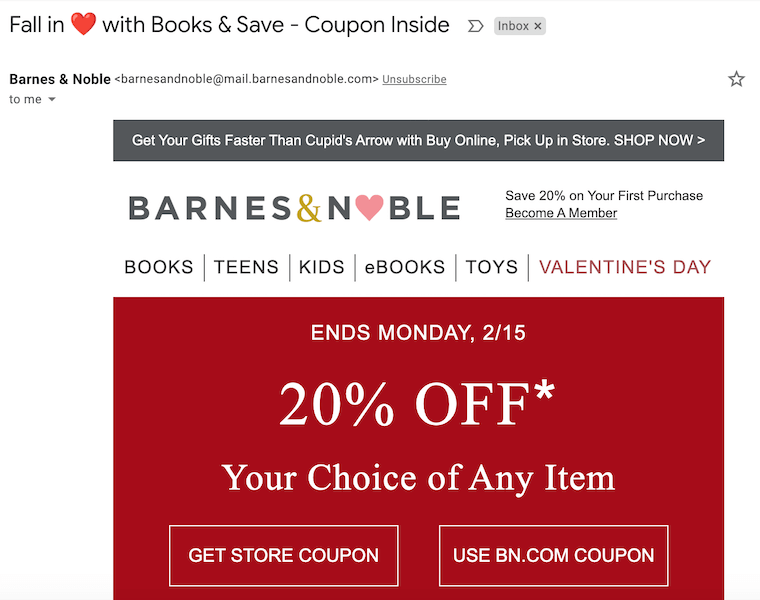 Fall in ❤️ with Books & Save - Coupon Inside
Inbox ×
Barnes & Noble <barnesandnoble@mail.barnesandnoble.com> Unsubscribe
to me
Get Your Gifts Faster Than Cupid's Arrow with Buy Online, Pick Up in Store. SHOP NOW >
BARNES&N🩷BLE
Save 20% on Your First Purchase
Become A Member
BOOKS | TEENS | KIDS | eBOOKS | TOYS | VALENTINE'S DAY
ENDS MONDAY, 2/15
20% OFF*
Your Choice of Any Item
GET STORE COUPON
USE BN.COM COUPON